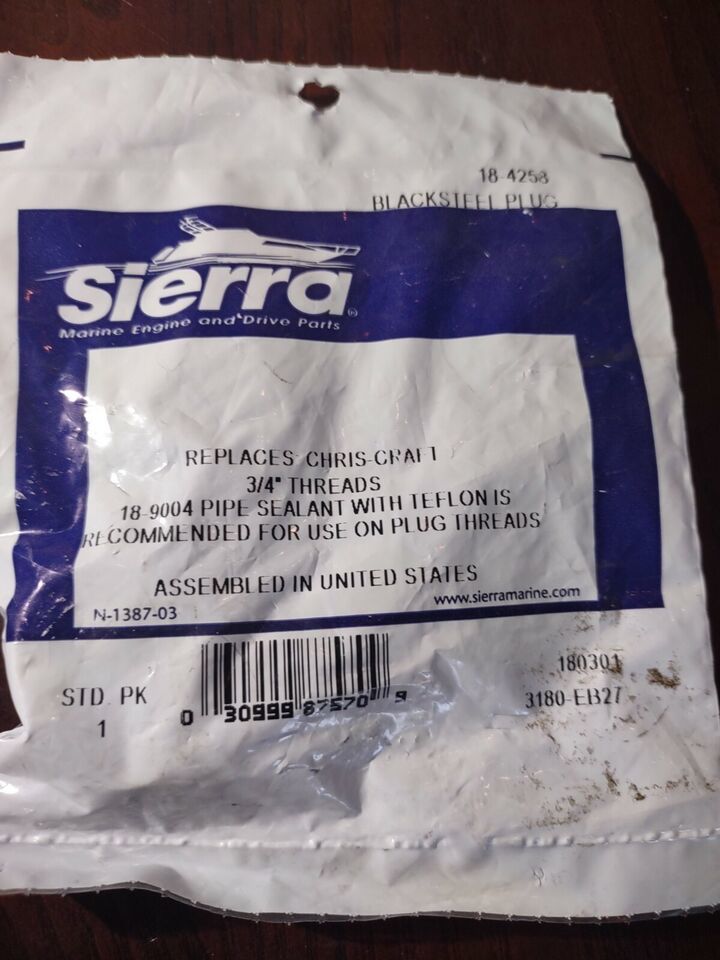 18-4258
BLACKSTEEL PLUG
Sierra®
Marine Engine and Drive Parts
REPLACES CHRIS-CRAFT
3/4" THREADS
18-9004 PIPE SEALANT WITH TEFLON IS
RECOMMENDED FOR USE ON PLUG THREADS
ASSEMBLED IN UNITED STATES
N-1387-03
www.sierramarine.com
STD. PK
1
0 30999 87570 9
180301
3180-EB27